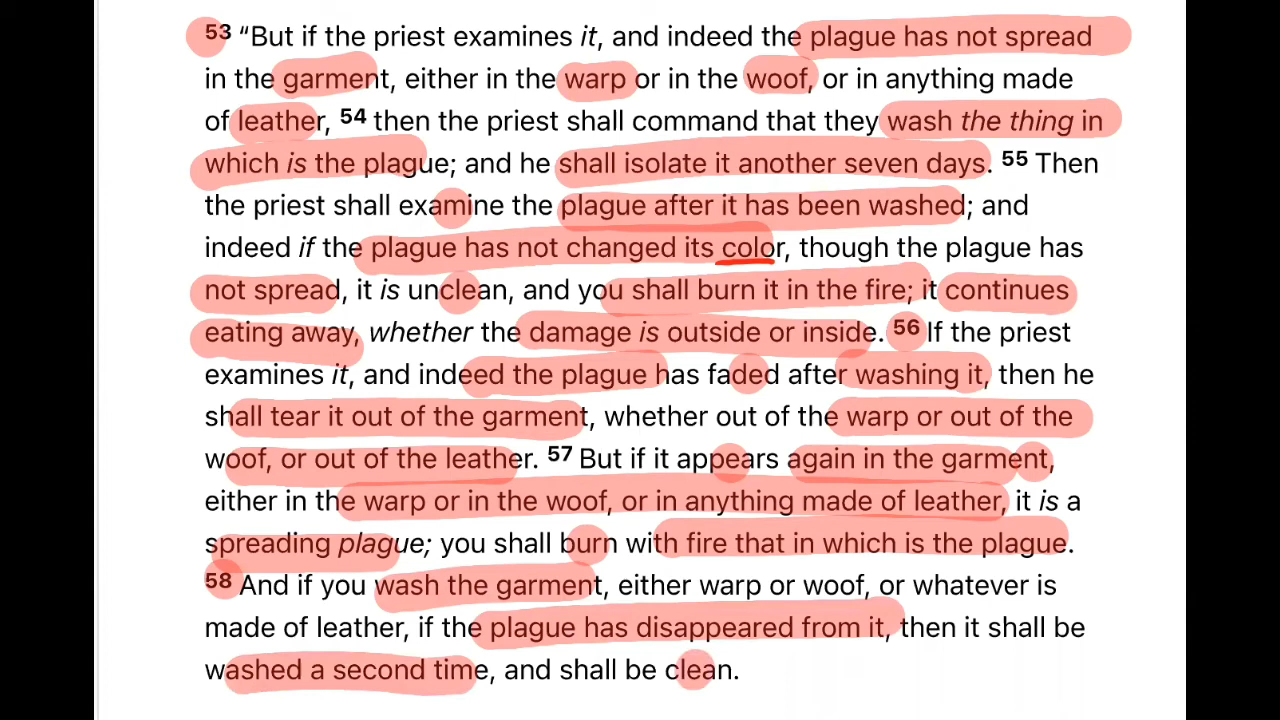 53 “But if the priest examines it, and indeed the plague has not spread
in the garment, either in the warp or in the woof, or in anything made
of leather, 54 then the priest shall command that they wash the thing in
which is the plague; and he shall isolate it another seven days. 55 Then
the priest shall examine the plague after it has been washed; and
indeed if the plague has not changed its color, though the plague has
not spread, it is unclean, and you shall burn it in the fire; it continues
eating away, whether the damage is outside or inside. 56 If the priest
examines it, and indeed the plague has faded after washing it, then he
shall tear it out of the garment, whether out of the warp or out of the
woof, or out of the leather. 57 But if it appears again in the garment,
either in the warp or in the woof, or in anything made of leather, it is a
spreading plague; you shall burn with fire that in which is the plague.
58 And if you wash the garment, either warp or woof, or whatever is
made of leather, if the plague has disappeared from it, then it shall be
washed a second time, and shall be clean.